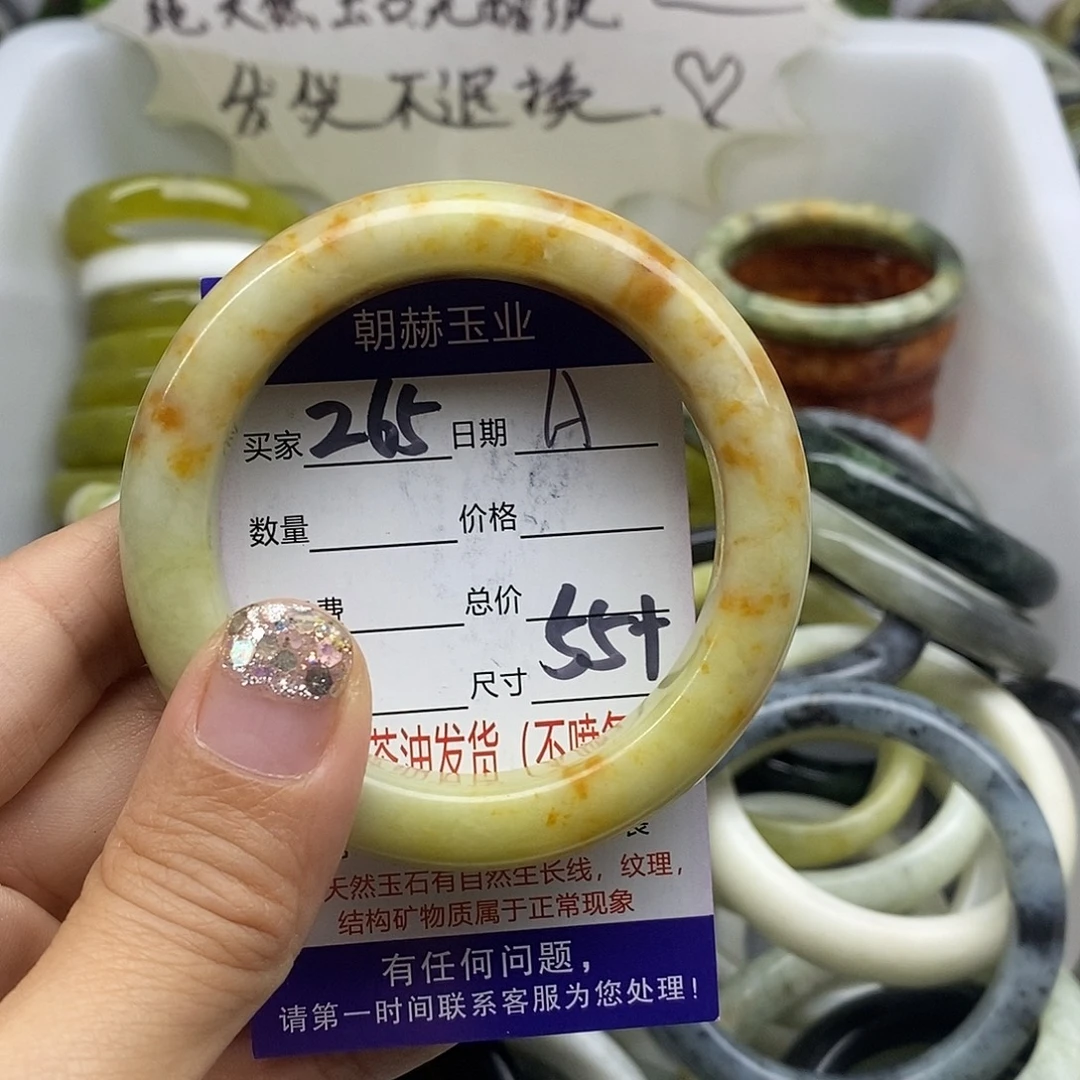 发货不退换
朝赫玉业
买家 265 日期 A
数量 价格
费 总价
尺寸 55+
茶油发货（不喷
天然玉石有自然生长线，纹理，
结构矿物质属于正常现象
有任何问题，
请第一时间联系客服为您处理！